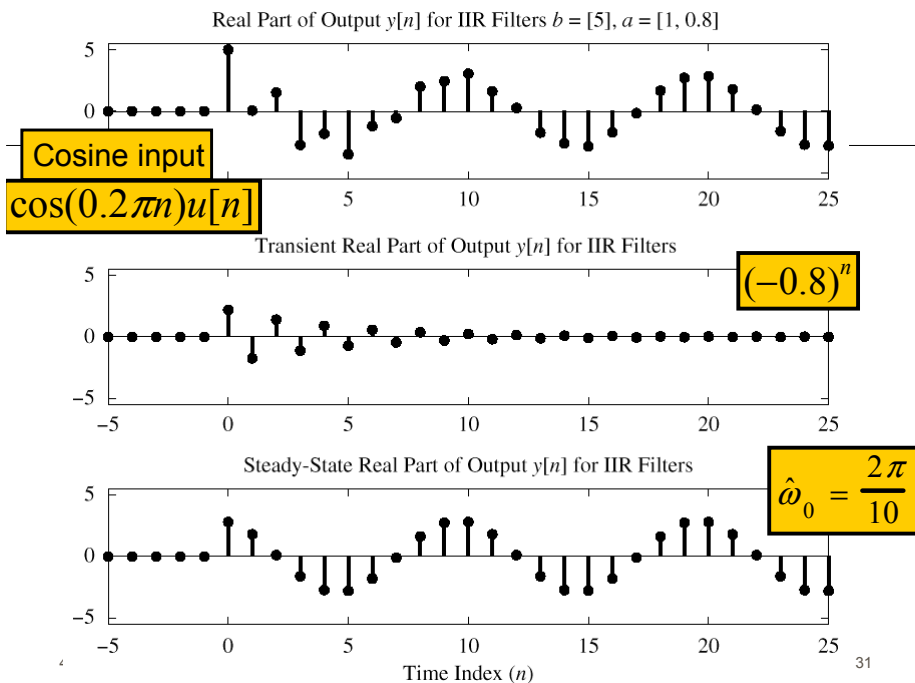 Real Part of Output y[n] for IIR Filters b = [5], a = [1, 0.8]
5
0
Cosine input
cos(0.2πn)u[n]
5 10 15 20 25
Transient Real Part of Output y[n] for IIR Filters
(−0.8)ⁿ
5
0
−5
−5 0 5 10 15 20 25
Steady-State Real Part of Output y[n] for IIR Filters
ω̂₀ = 2π/10
5
0
−5
−5 0 5 10 15 20 25
Time Index (n)
31